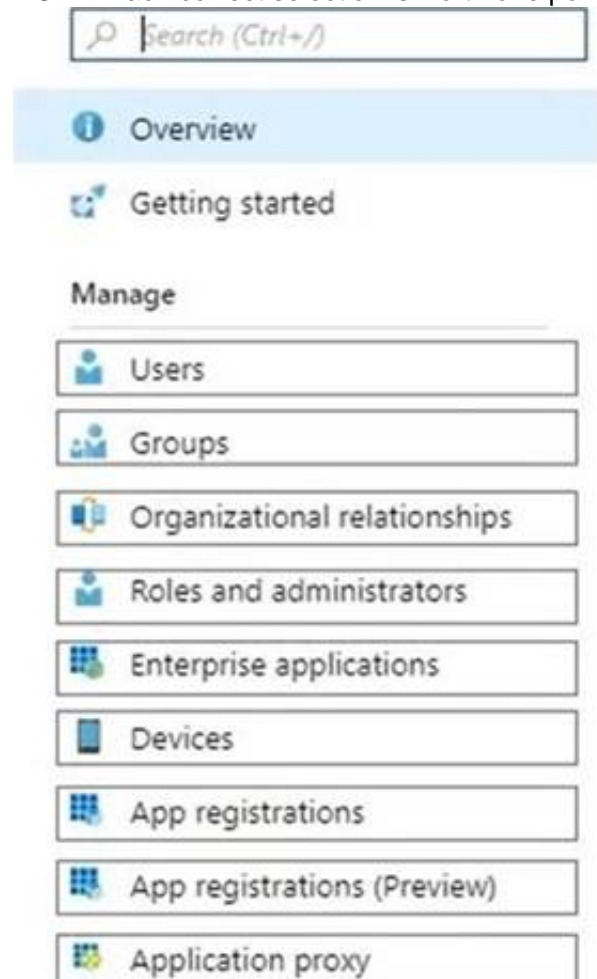 Search (Ctrl+/)
Overview
Getting started
Manage
Users
Groups
Organizational relationships
Roles and administrators
Enterprise applications
Devices
App registrations
App registrations (Preview)
Application proxy